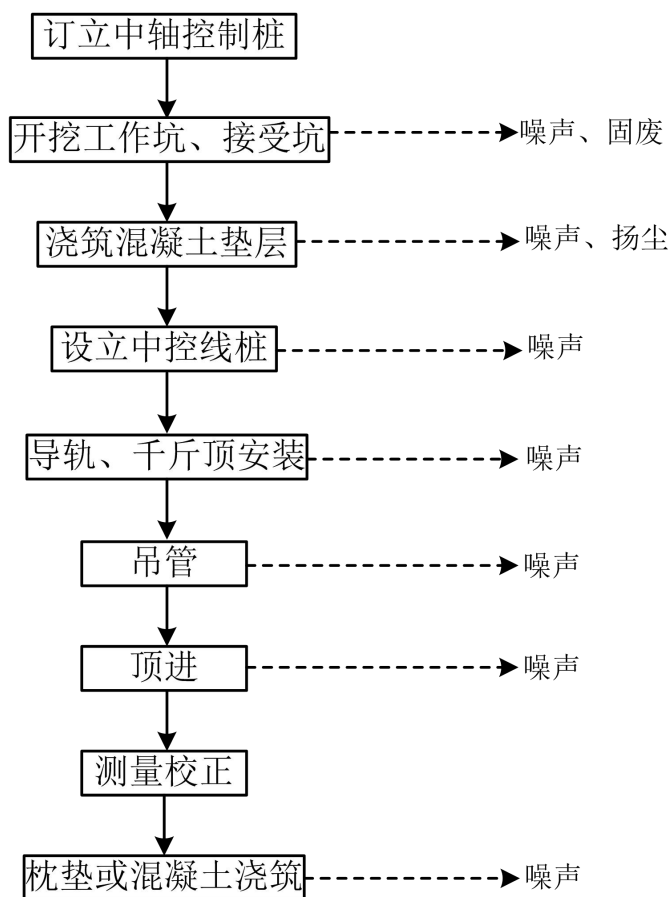 订立中轴控制桩
开挖工作坑、接受坑
噪声、固废
浇筑混凝土垫层
噪声、扬尘
设立中控线桩
噪声
导轨、千斤顶安装
噪声
吊管
噪声
顶进
噪声
测量校正
枕垫或混凝土浇筑
噪声